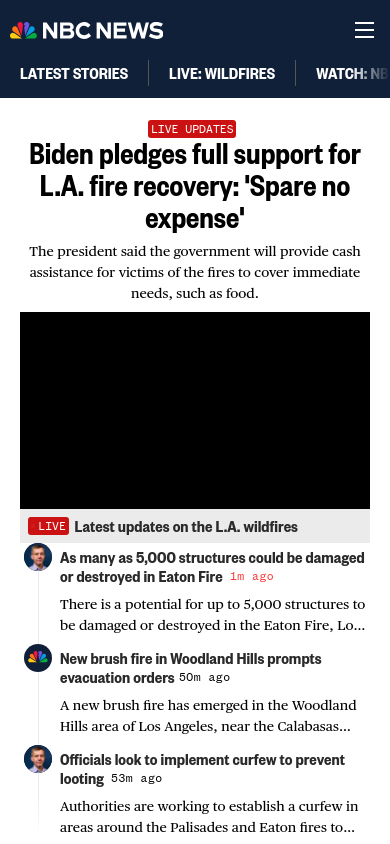 NBC NEWS
LATEST STORIES
LIVE: WILDFIRES
WATCH: NB
LIVE UPDATES
Biden pledges full support for
L.A. fire recovery: 'Spare no
expense'
The president said the government will provide cash
assistance for victims of the fires to cover immediate
needs, such as food.
LIVE Latest updates on the L.A. wildfires
As many as 5,000 structures could be damaged
or destroyed in Eaton Fire 1m ago
There is a potential for up to 5,000 structures to
be damaged or destroyed in the Eaton Fire, Lo...
New brush fire in Woodland Hills prompts
evacuation orders 50m ago
A new brush fire has emerged in the Woodland
Hills area of Los Angeles, near the Calabasas...
Officials look to implement curfew to prevent
looting 53m ago
Authorities are working to establish a curfew in
areas around the Palisades and Eaton fires to...